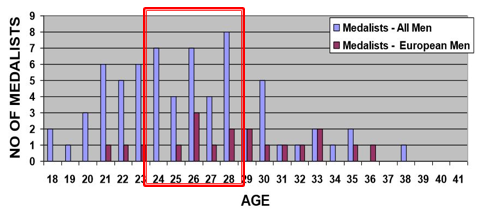 9
8
7
6
5
4
3
2
1
0
NO OF MEDALISTS
Medalists - All Men
Medalists - European Men
18 19 20 21 22 23 24 25 26 27 28 29 30 31 32 33 34 35 36 37 38 39 40 41
AGE